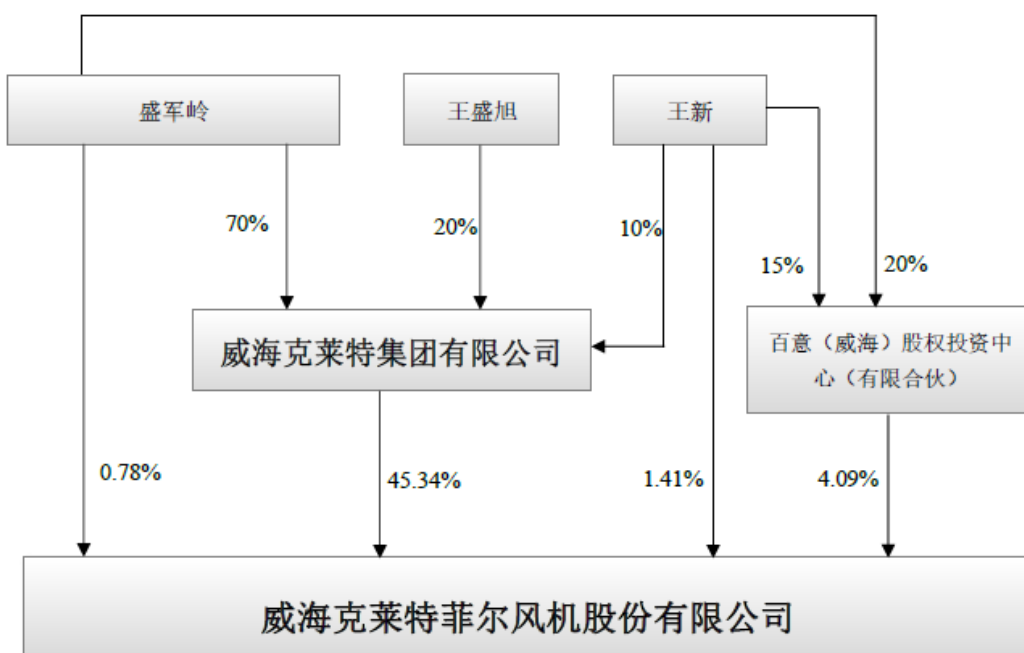 盛军岭
王盛旭
王新
70%
20%
10%
15%
20%
威海克莱特集团有限公司
百意（威海）股权投资中
心（有限合伙）
0.78%
45.34%
1.41%
4.09%
威海克莱特菲尔风机股份有限公司